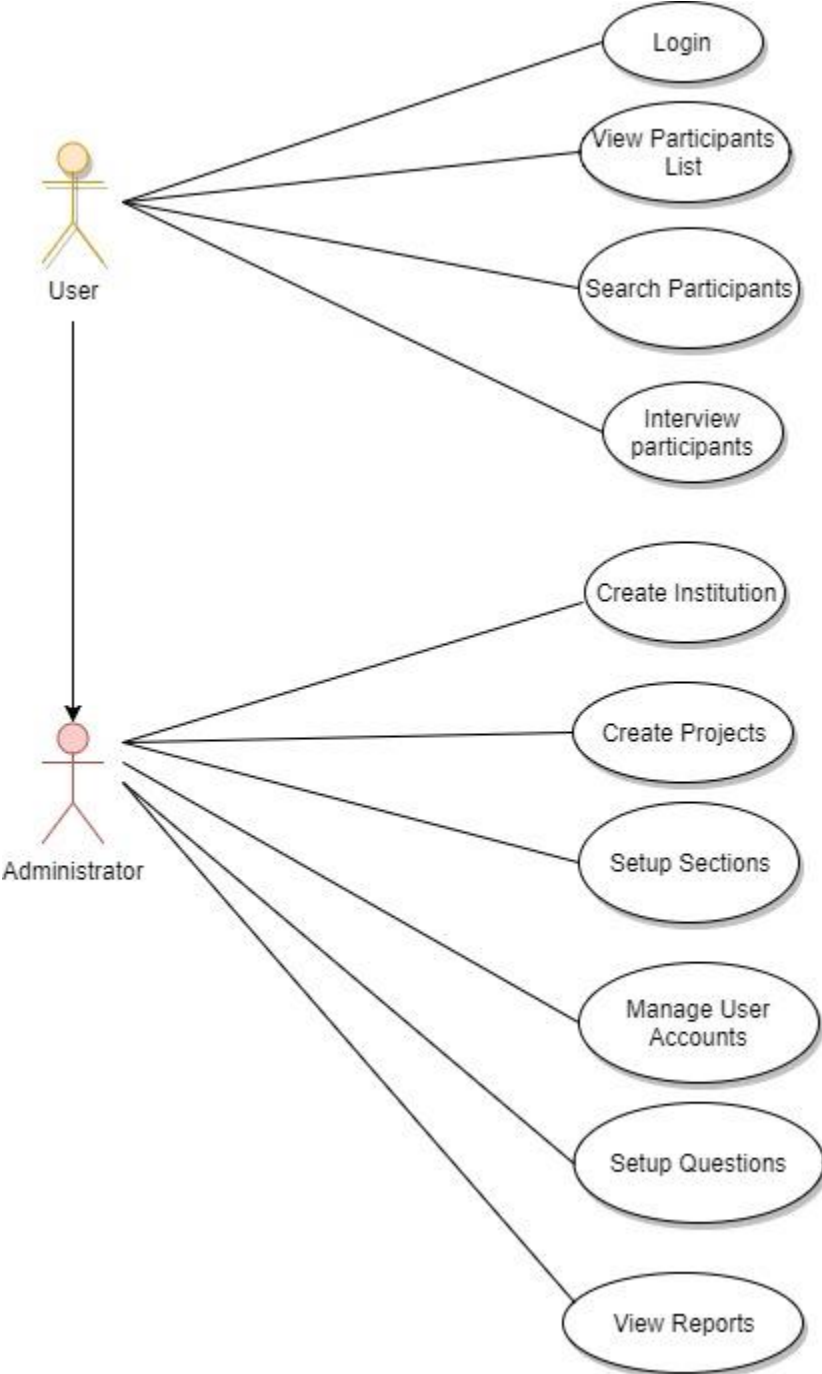 Login
View Participants
List
User
Search Participants
Interview
participants
Create Institution
Create Projects
Administrator
Setup Sections
Manage User
Accounts
Setup Questions
View Reports